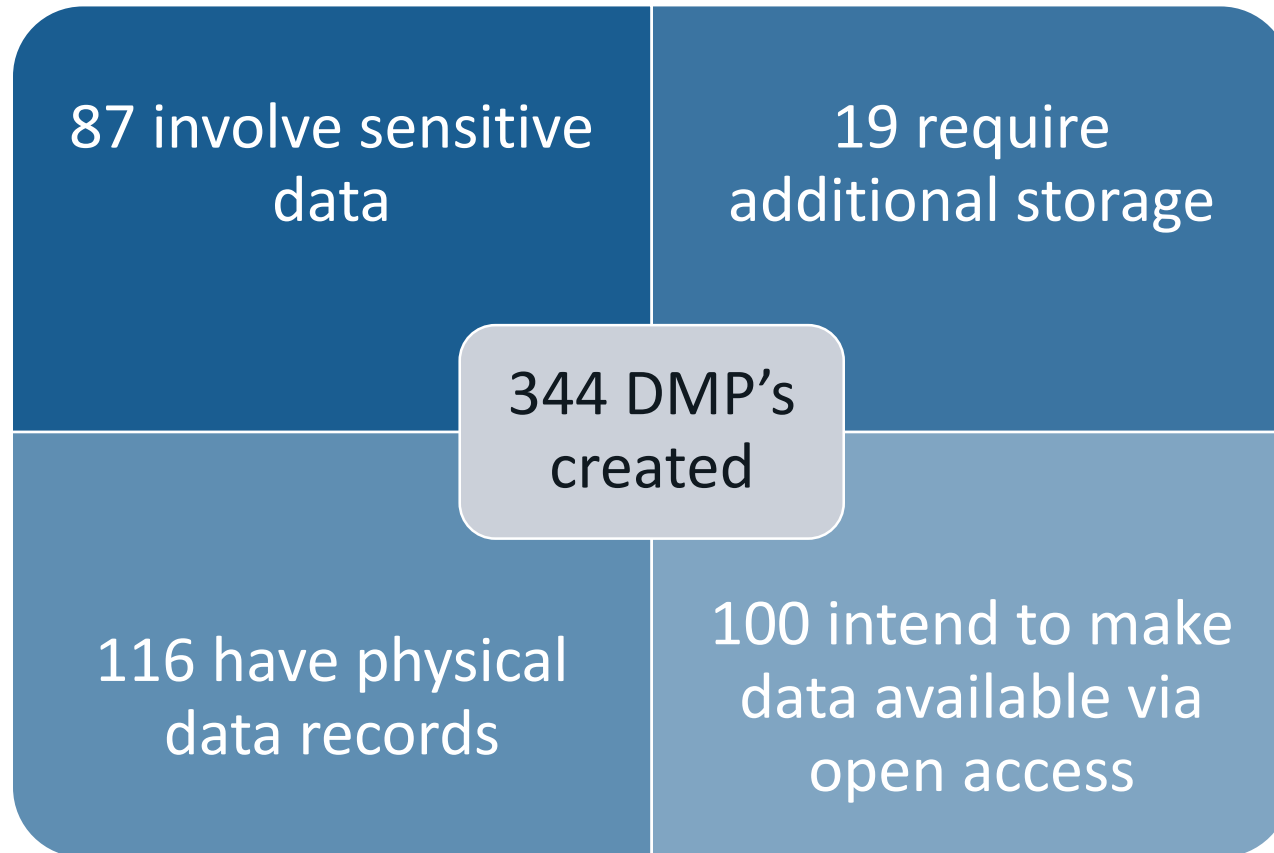 87 involve sensitive
data
19 require
additional storage
344 DMP’s
created
116 have physical
data records
100 intend to make
data available via
open access